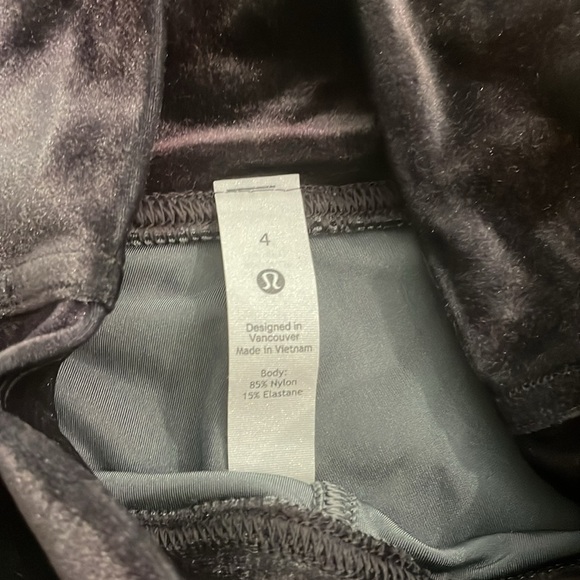 4
Designed in
Vancouver
Made in Vietnam
Body:
85% Nylon
15% Elastane